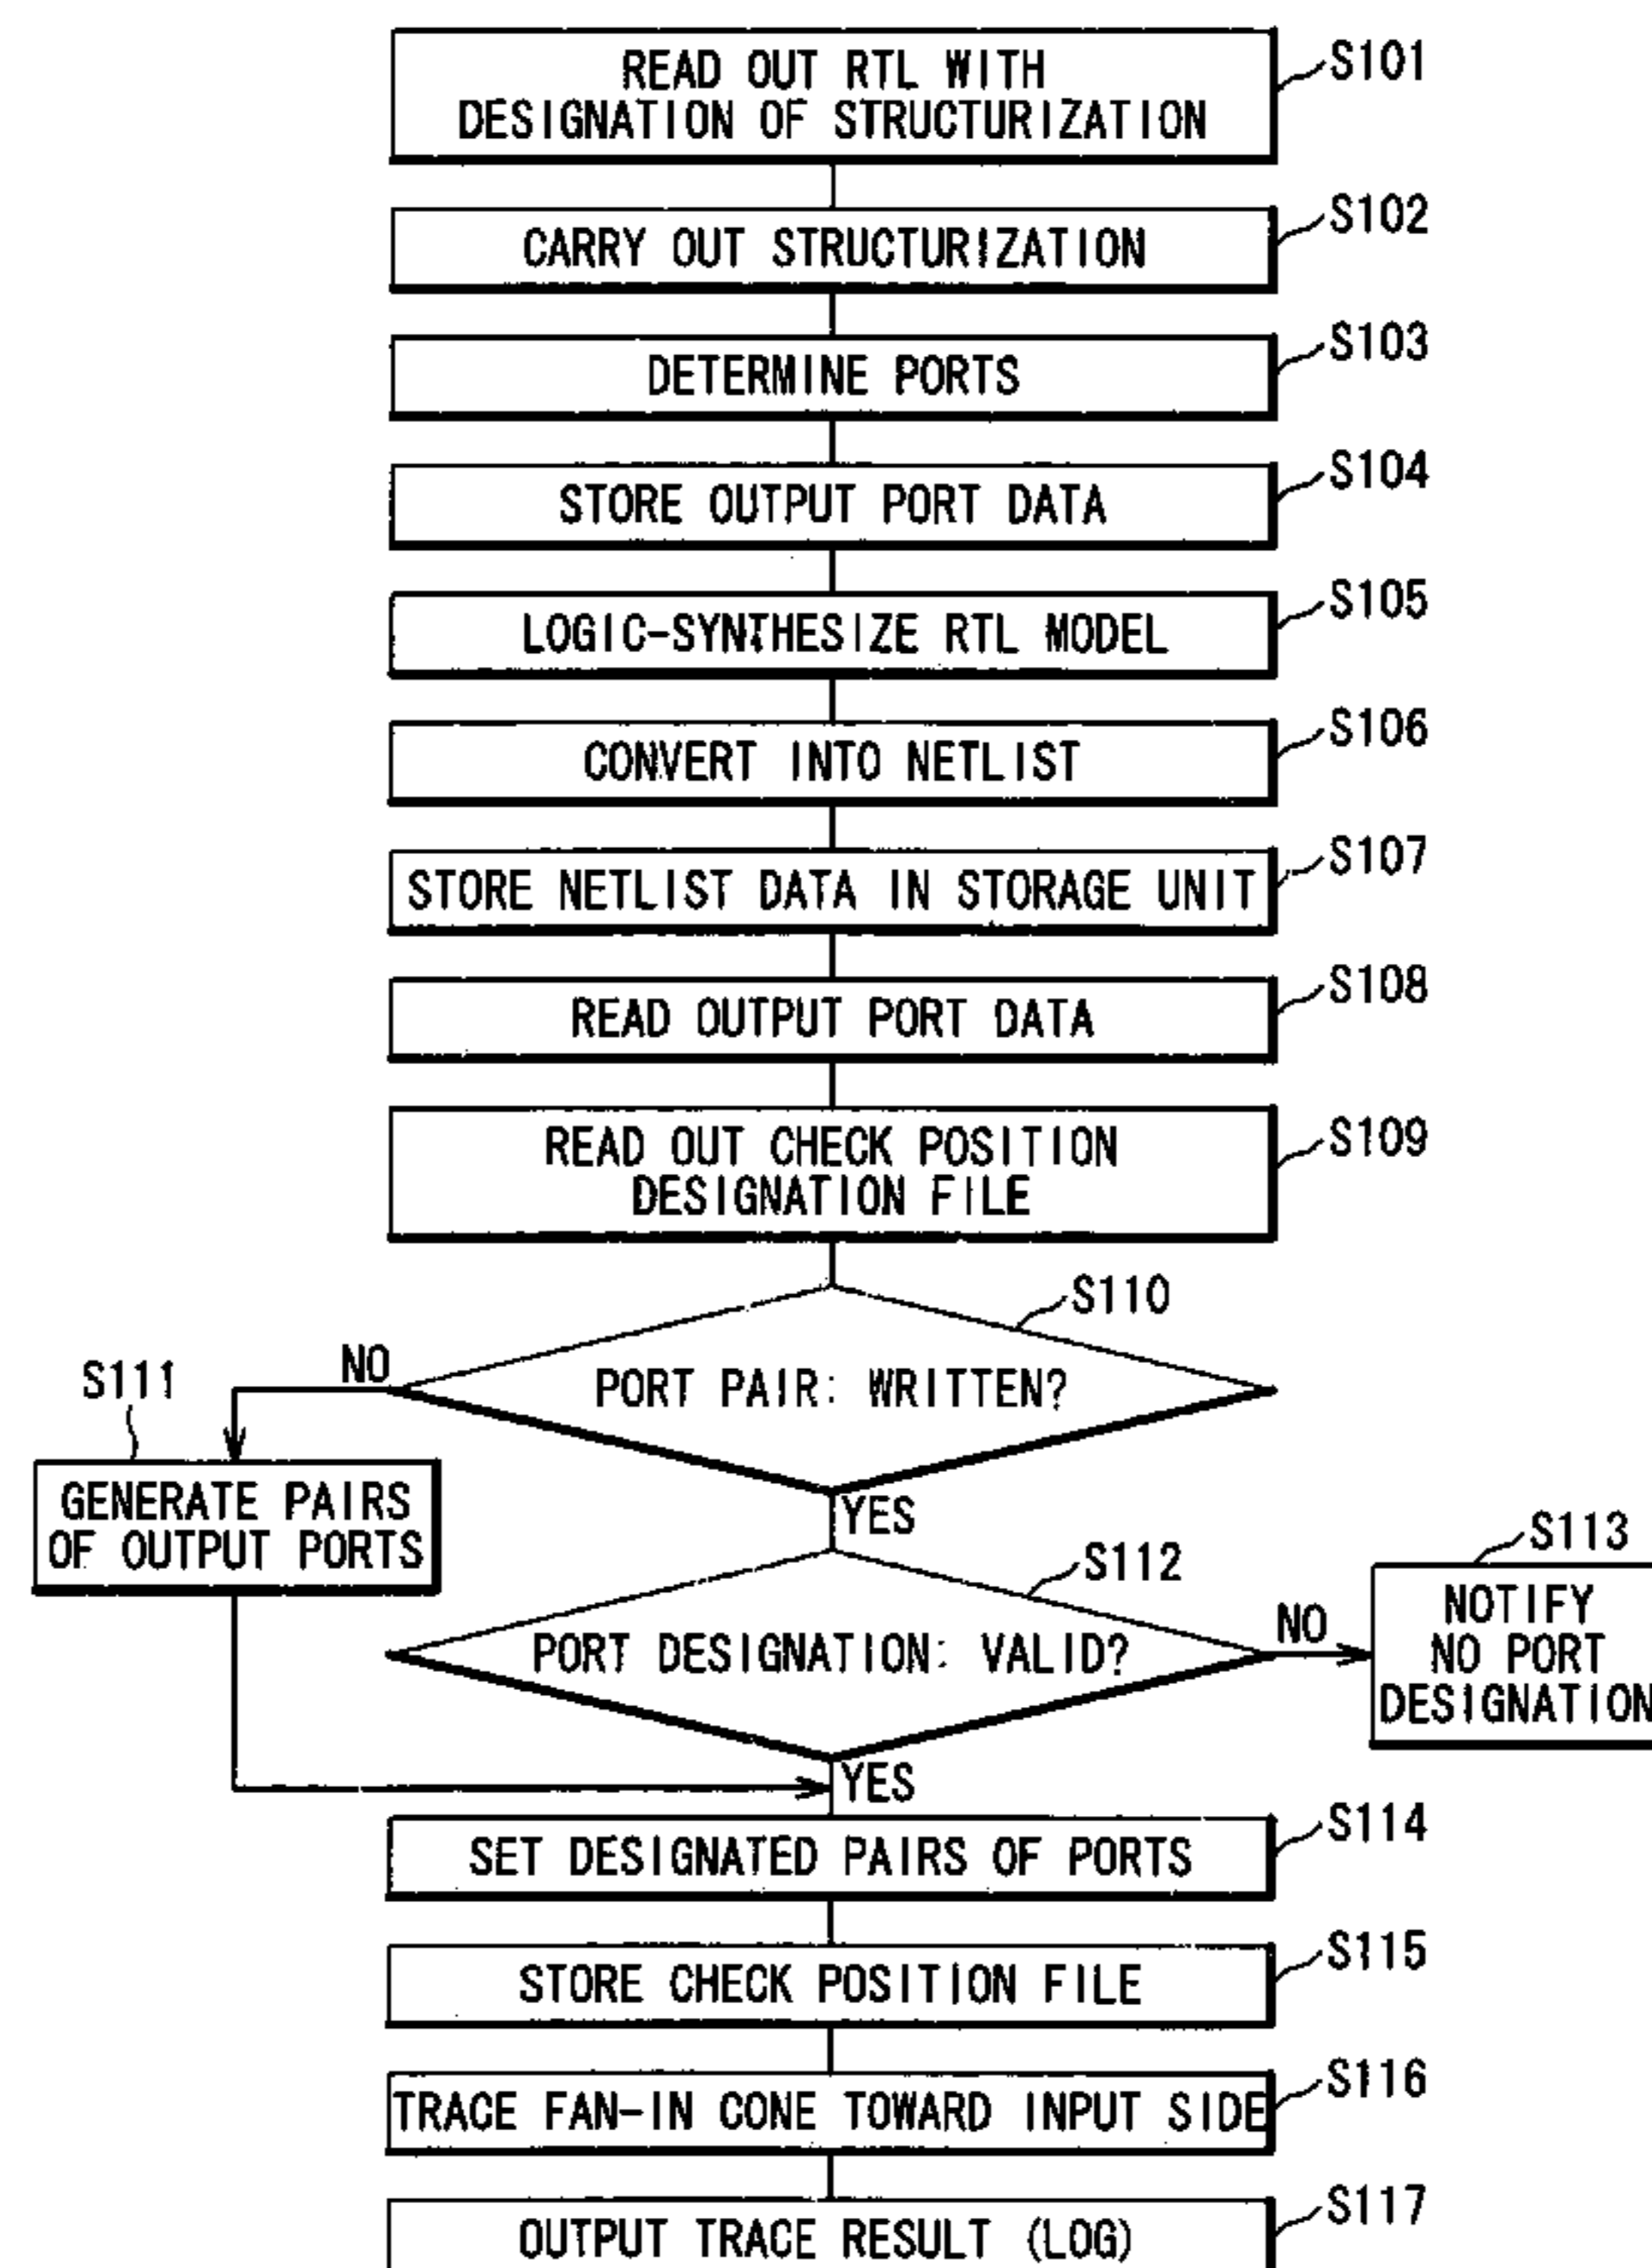 READ OUT RTL WITH
DESIGNATION OF STRUCTURIZATION
S101
CARRY OUT STRUCTURIZATION
S102
DETERMINE PORTS
S103
STORE OUTPUT PORT DATA
S104
LOGIC-SYNTHESIZE RTL MODEL
S105
CONVERT INTO NETLIST
S106
STORE NETLIST DATA IN STORAGE UNIT
S107
READ OUTPUT PORT DATA
S108
READ OUT CHECK POSITION
DESIGNATION FILE
S109
S110
PORT PAIR: WRITTEN?
NO
S111
GENERATE PAIRS
OF OUTPUT PORTS
YES
S112
PORT DESIGNATION: VALID?
NO
S113
NOTIFY
NO PORT
DESIGNATION
YES
SET DESIGNATED PAIRS OF PORTS
S114
STORE CHECK POSITION FILE
S115
TRACE FAN-IN CONE TOWARD INPUT SIDE
S116
OUTPUT TRACE RESULT (LOG)
S117